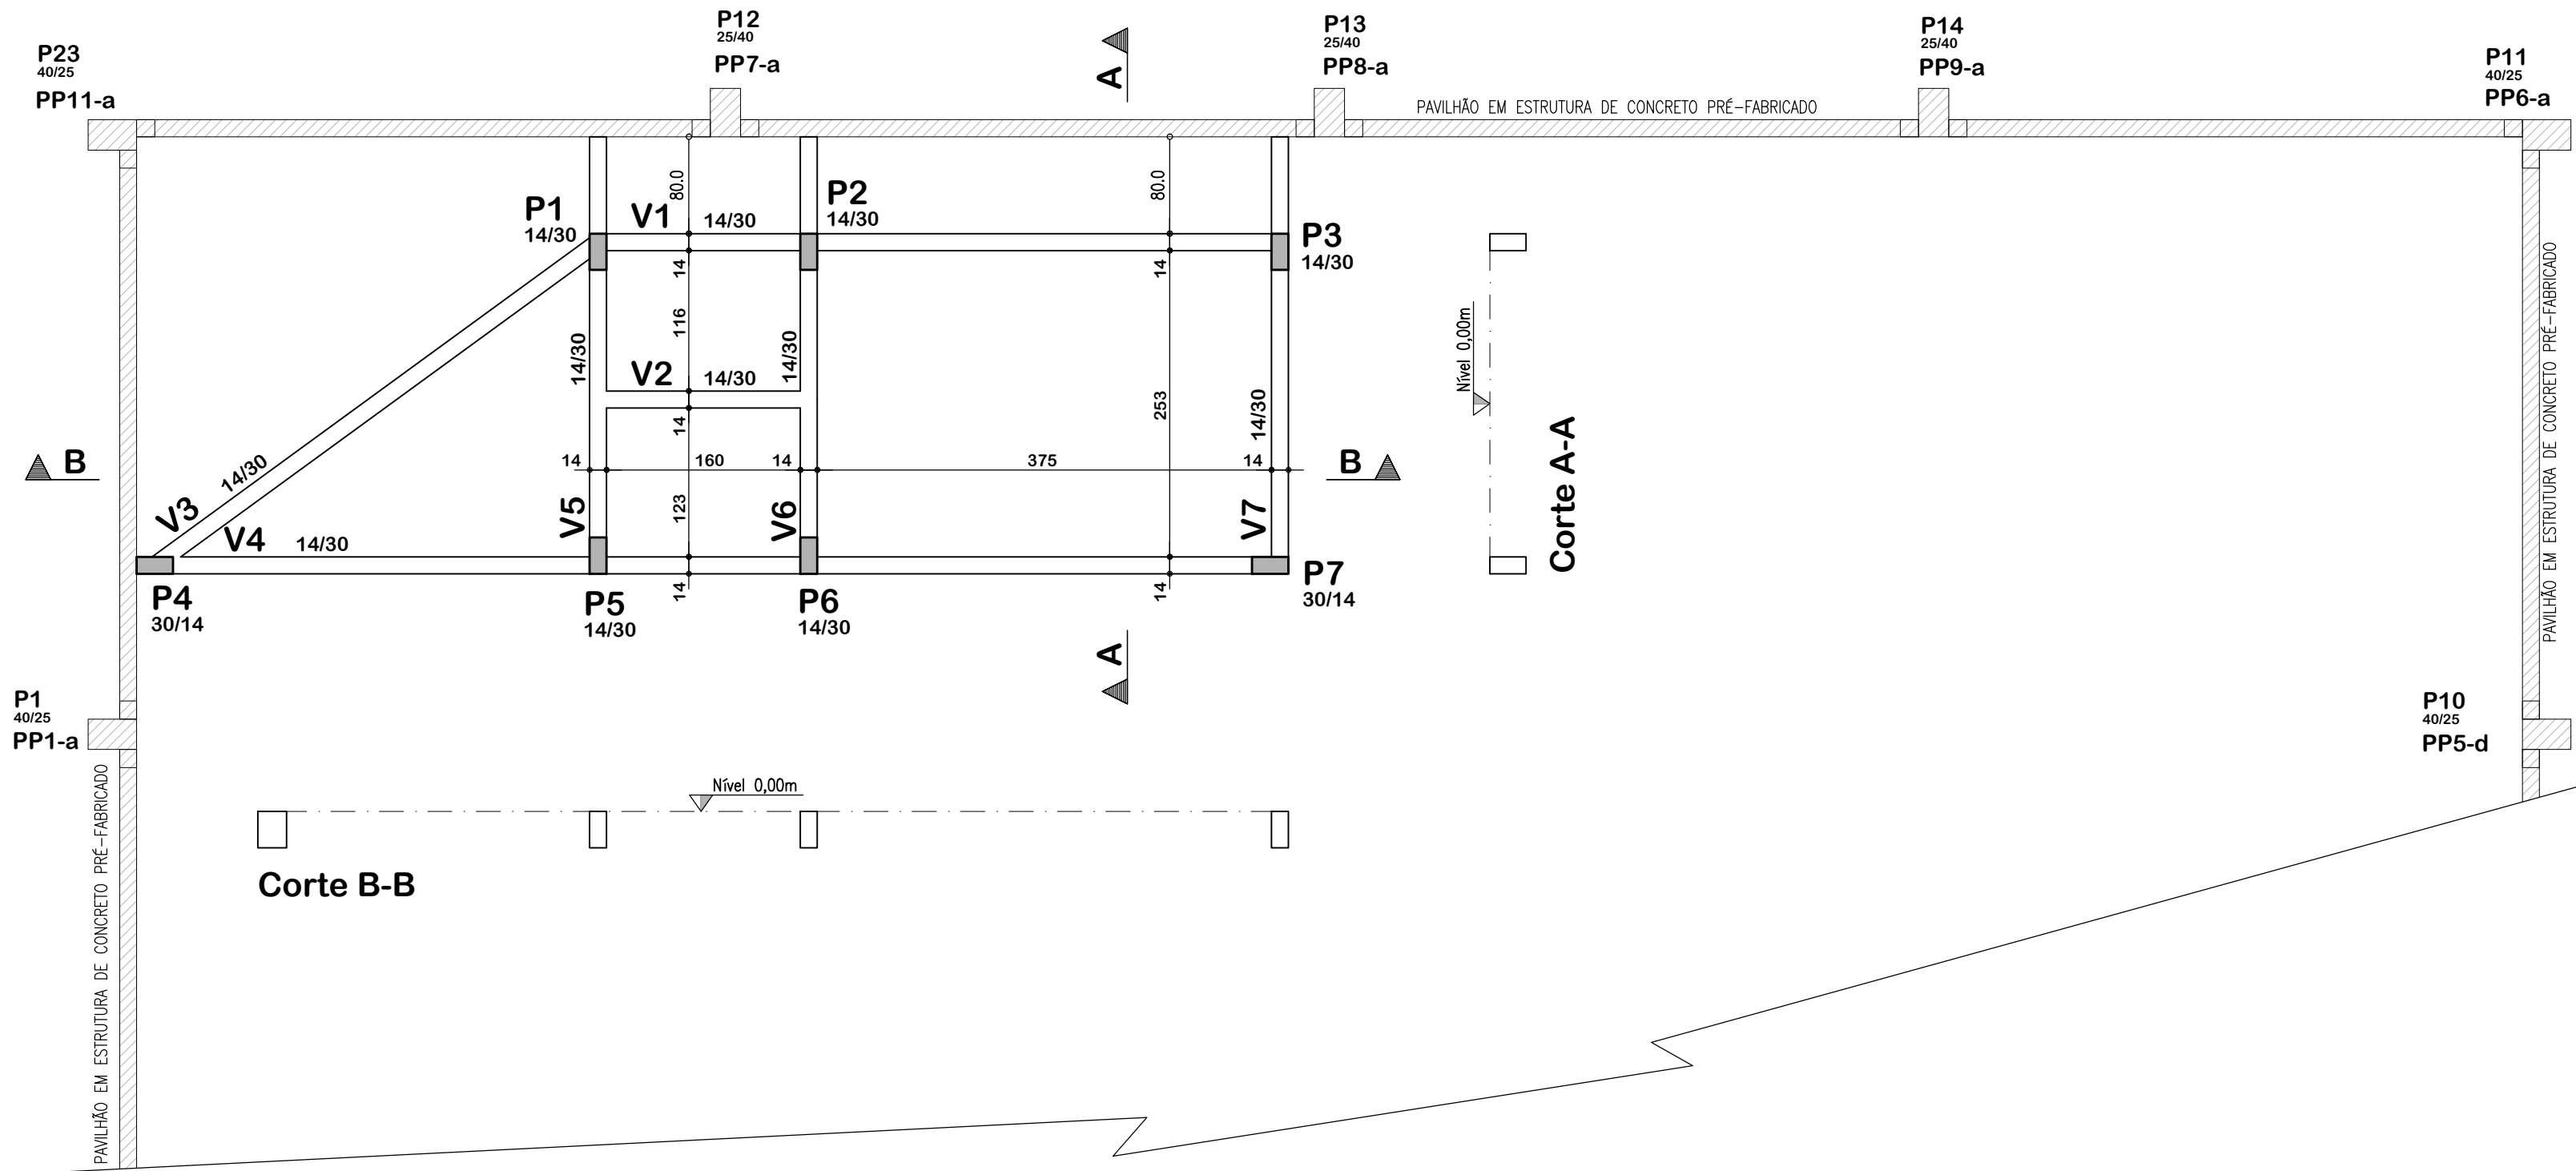 P23
40/25
PP11-a
P12
25/40
PP7-a
A
P13
25/40
PP8-a
P14
25/40
PP9-a
P11
40/25
PP6-a
PAVILHÃO EM ESTRUTURA DE CONCRETO PRÉ-FABRICADO
80.0
80.0
P1
14/30
V1
14/30
P2
14/30
P3
14/30
14
14
116
14/30
14/30
V2
14/30
14
253
14/30
Nível 0,00m
Corte A-A
PAVILHÃO EM ESTRUTURA DE CONCRETO PRÉ-FABRICADO
B
14
160
14
375
14
B
14/30
V3
V4
14/30
V5
123
V6
V7
14
14
P4
30/14
P5
14/30
P6
14/30
P7
30/14
A
P1
40/25
PP1-a
P10
40/25
PP5-d
Nível 0,00m
Corte B-B
PAVILHÃO EM ESTRUTURA DE CONCRETO PRÉ-FABRICADO